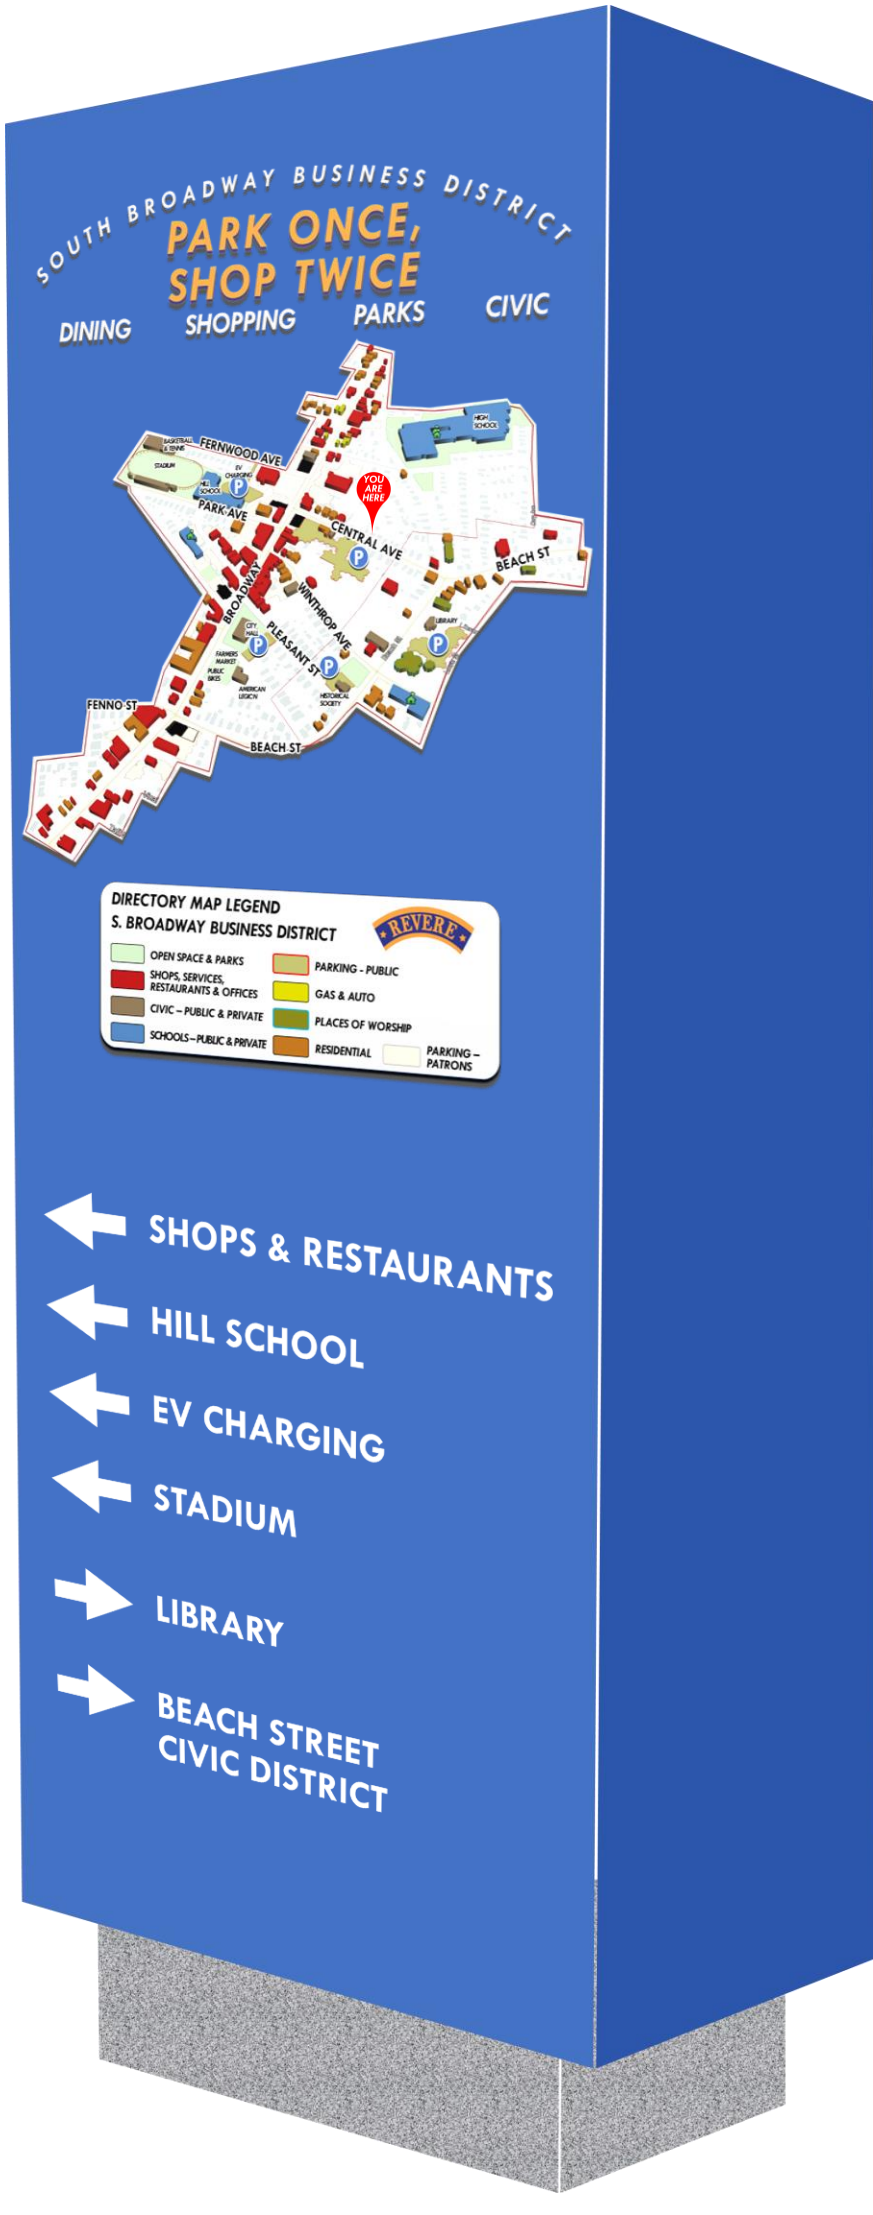 SOUTH BROADWAY BUSINESS DISTRICT
PARK ONCE,
SHOP TWICE
DINING SHOPPING PARKS CIVIC
HIGH
SCHOOL
BASKETBALL
& TENNIS
FERNWOOD AVE
STADIUM
EV
CHARGING
HILL
SCHOOL
P
PARK AVE
YOU
ARE
HERE
CENTRAL AVE
P
BEACH ST
BROADWAY
WINTHROP AVE
LIBRARY
CITY
HALL
P
PLEASANT ST
P
FARMERS
MARKET
P
PUBLIC
BIKES
AMERICAN
LEGION
HISTORICAL
SOCIETY
FENNO ST
BEACH ST
DIRECTORY MAP LEGEND
S. BROADWAY BUSINESS DISTRICT
REVERE
OPEN SPACE & PARKS
SHOPS, SERVICES,
RESTAURANTS & OFFICES
CIVIC – PUBLIC & PRIVATE
SCHOOLS – PUBLIC & PRIVATE
PARKING - PUBLIC
GAS & AUTO
PLACES OF WORSHIP
RESIDENTIAL
PARKING –
PATRONS
SHOPS & RESTAURANTS
HILL SCHOOL
EV CHARGING
STADIUM
LIBRARY
BEACH STREET
CIVIC DISTRICT